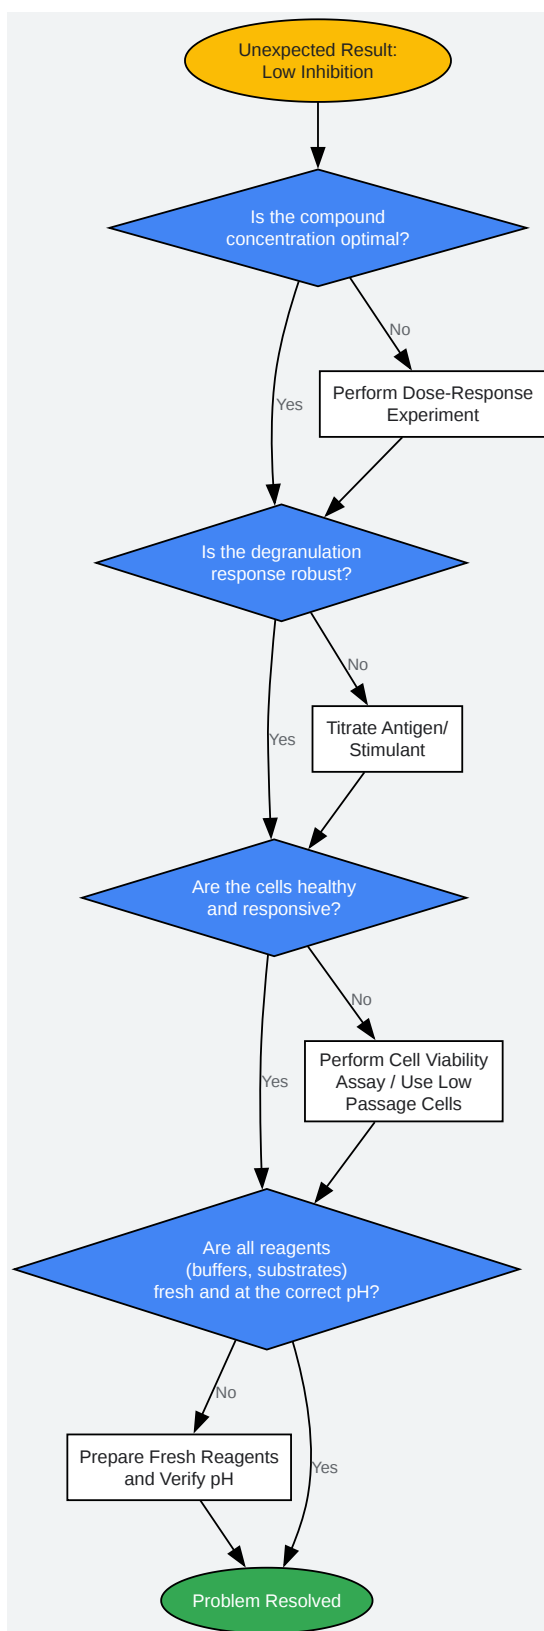 Unexpected Result:
Low Inhibition
Is the compound
concentration optimal?
No
Yes
Perform Dose-Response
Experiment
Is the degranulation
response robust?
No
Yes
Titrate Antigen/
Stimulant
Are the cells healthy
and responsive?
No
Yes
Perform Cell Viability
Assay / Use Low
Passage Cells
Are all reagents
(buffers, substrates)
fresh and at the correct pH?
No
Prepare Fresh Reagents
and Verify pH
Yes
Problem Resolved